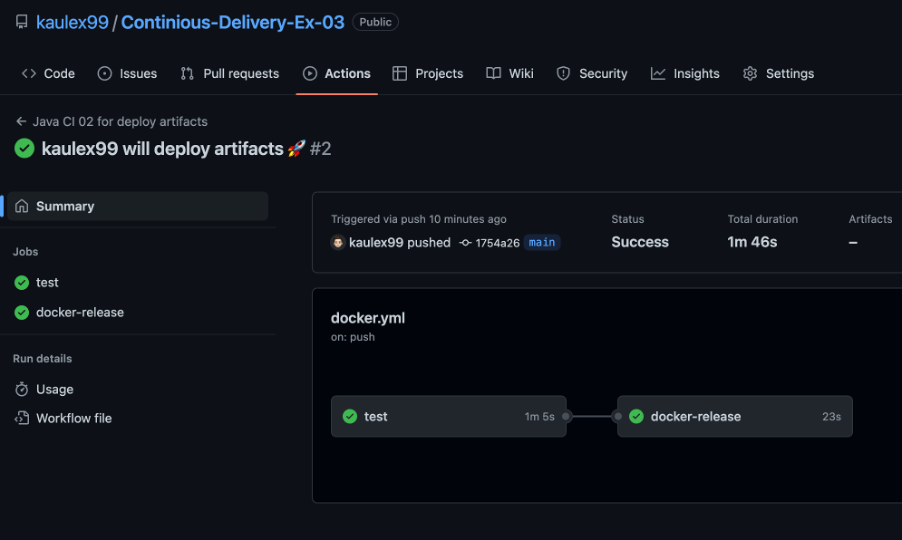 kaulex99 / Continious-Delivery-Ex-03 Public
Code Issues Pull requests Actions Projects Wiki Security Insights Settings
← Java CI 02 for deploy artifacts
kaulex99 will deploy artifacts 🚀 #2
Summary
Jobs
test
docker-release
Run details
Usage
Workflow file
Triggered via push 10 minutes ago
kaulex99 pushed 1754a26 main
Status
Success
Total duration
1m 46s
Artifacts
–
docker.yml
on: push
test 1m 5s
docker-release 23s